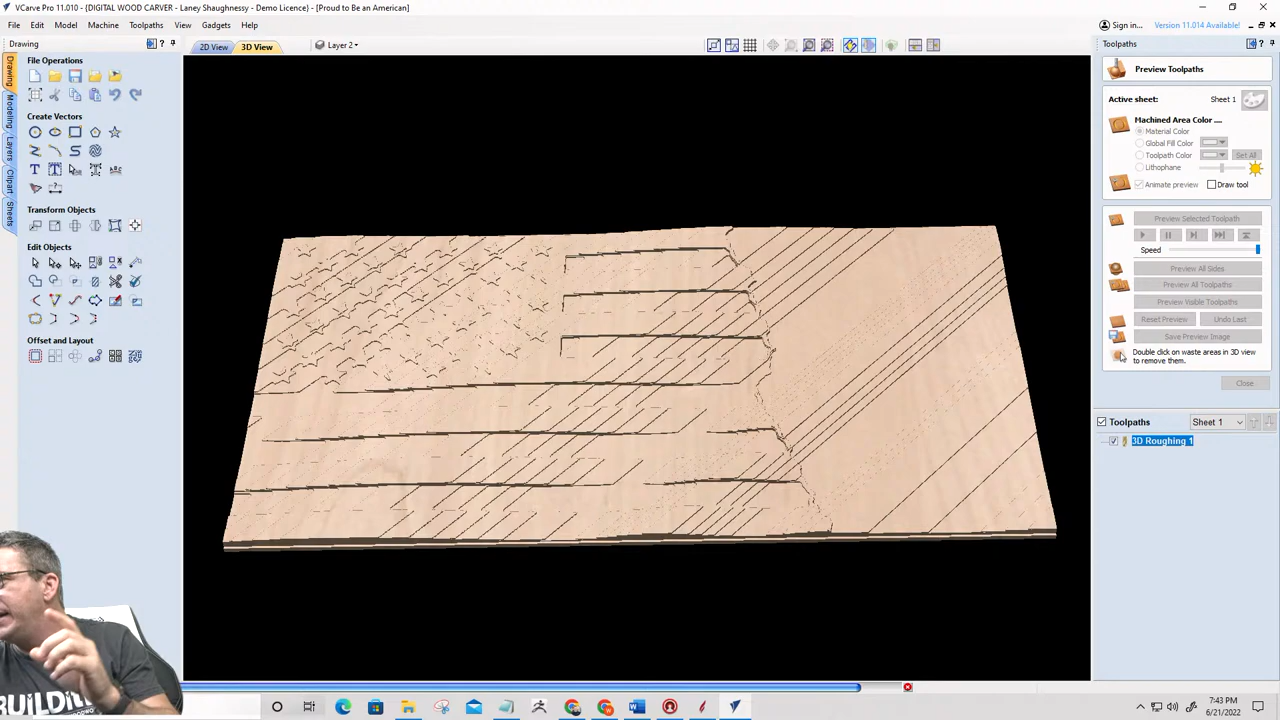 VCarve Pro 11.010 - (DIGITAL WOOD CARVER - Laney Shaughnessy - Demo Licence) - [Proud to Be an American]
File Edit Model Machine Toolpaths View Gadgets Help
Sign in... Version 11.014 Available!
Drawing
2D View 3D View Layer 2
Toolpaths
Drawing
Modeling
Layers
Clipart
Sheets
File Operations
Create Vectors
Transform Objects
Edit Objects
Offset and Layout
Preview Toolpaths
Active sheet: Sheet 1
Machined Area Color ....
Material Color
Global Fill Color
Toolpath Color Set All
Lithophane
Animate preview Draw tool
Preview Selected Toolpath
Speed
Preview All Sides
Preview All Toolpaths
Preview Visible Toolpaths
Reset Preview Undo Last
Save Preview Image
Double click on waste areas in 3D view
to remove them.
Close
Toolpaths Sheet 1
3D Roughing 1
BUILDI
7:43 PM
6/21/2022